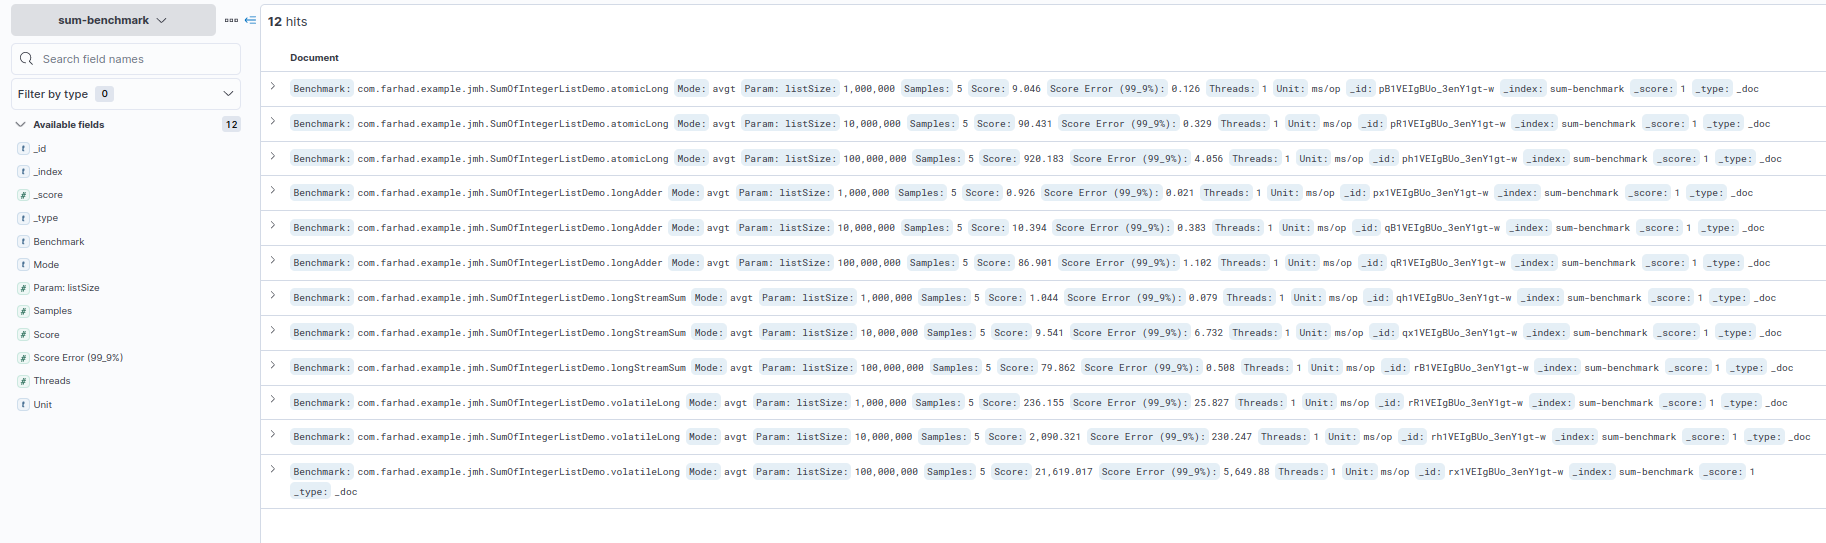 sum-benchmark
Search field names
Filter by type 0
Available fields 12
t _id
t _index
# _score
t _type
t Benchmark
t Mode
# Param: listSize
# Samples
# Score
# Score Error (99_9%)
# Threads
t Unit
12 hits
Document
Benchmark: com.farhad.example.jmh.SumOfIntegerListDemo.atomicLong Mode: avgt Param: listSize: 1,000,000 Samples: 5 Score: 9.046 Score Error (99_9%): 0.126 Threads: 1 Unit: ms/op _id: pB1VEIgBUo_3enY1gt-w _index: sum-benchmark _score: 1 _type: _doc
Benchmark: com.farhad.example.jmh.SumOfIntegerListDemo.atomicLong Mode: avgt Param: listSize: 10,000,000 Samples: 5 Score: 90.431 Score Error (99_9%): 0.329 Threads: 1 Unit: ms/op _id: pR1VEIgBUo_3enY1gt-w _index: sum-benchmark _score: 1 _type: _doc
Benchmark: com.farhad.example.jmh.SumOfIntegerListDemo.atomicLong Mode: avgt Param: listSize: 100,000,000 Samples: 5 Score: 920.183 Score Error (99_9%): 4.056 Threads: 1 Unit: ms/op _id: ph1VEIgBUo_3enY1gt-w _index: sum-benchmark _score: 1 _type: _doc
Benchmark: com.farhad.example.jmh.SumOfIntegerListDemo.longAdder Mode: avgt Param: listSize: 1,000,000 Samples: 5 Score: 0.926 Score Error (99_9%): 0.021 Threads: 1 Unit: ms/op _id: px1VEIgBUo_3enY1gt-w _index: sum-benchmark _score: 1 _type: _doc
Benchmark: com.farhad.example.jmh.SumOfIntegerListDemo.longAdder Mode: avgt Param: listSize: 10,000,000 Samples: 5 Score: 10.394 Score Error (99_9%): 0.383 Threads: 1 Unit: ms/op _id: qB1VEIgBUo_3enY1gt-w _index: sum-benchmark _score: 1 _type: _doc
Benchmark: com.farhad.example.jmh.SumOfIntegerListDemo.longAdder Mode: avgt Param: listSize: 100,000,000 Samples: 5 Score: 86.901 Score Error (99_9%): 1.102 Threads: 1 Unit: ms/op _id: qR1VEIgBUo_3enY1gt-w _index: sum-benchmark _score: 1 _type: _doc
Benchmark: com.farhad.example.jmh.SumOfIntegerListDemo.longStreamSum Mode: avgt Param: listSize: 1,000,000 Samples: 5 Score: 1.044 Score Error (99_9%): 0.079 Threads: 1 Unit: ms/op _id: qh1VEIgBUo_3enY1gt-w _index: sum-benchmark _score: 1 _type: _doc
Benchmark: com.farhad.example.jmh.SumOfIntegerListDemo.longStreamSum Mode: avgt Param: listSize: 10,000,000 Samples: 5 Score: 9.541 Score Error (99_9%): 6.732 Threads: 1 Unit: ms/op _id: qx1VEIgBUo_3enY1gt-w _index: sum-benchmark _score: 1 _type: _doc
Benchmark: com.farhad.example.jmh.SumOfIntegerListDemo.longStreamSum Mode: avgt Param: listSize: 100,000,000 Samples: 5 Score: 79.862 Score Error (99_9%): 0.508 Threads: 1 Unit: ms/op _id: rB1VEIgBUo_3enY1gt-w _index: sum-benchmark _score: 1 _type: _doc
Benchmark: com.farhad.example.jmh.SumOfIntegerListDemo.volatileLong Mode: avgt Param: listSize: 1,000,000 Samples: 5 Score: 236.155 Score Error (99_9%): 25.827 Threads: 1 Unit: ms/op _id: rR1VEIgBUo_3enY1gt-w _index: sum-benchmark _score: 1 _type: _doc
Benchmark: com.farhad.example.jmh.SumOfIntegerListDemo.volatileLong Mode: avgt Param: listSize: 10,000,000 Samples: 5 Score: 2,090.321 Score Error (99_9%): 230.247 Threads: 1 Unit: ms/op _id: rh1VEIgBUo_3enY1gt-w _index: sum-benchmark _score: 1 _type: _doc
Benchmark: com.farhad.example.jmh.SumOfIntegerListDemo.volatileLong Mode: avgt Param: listSize: 100,000,000 Samples: 5 Score: 21,619.017 Score Error (99_9%): 5,649.88 Threads: 1 Unit: ms/op _id: rx1VEIgBUo_3enY1gt-w _index: sum-benchmark _score: 1
_type: _doc